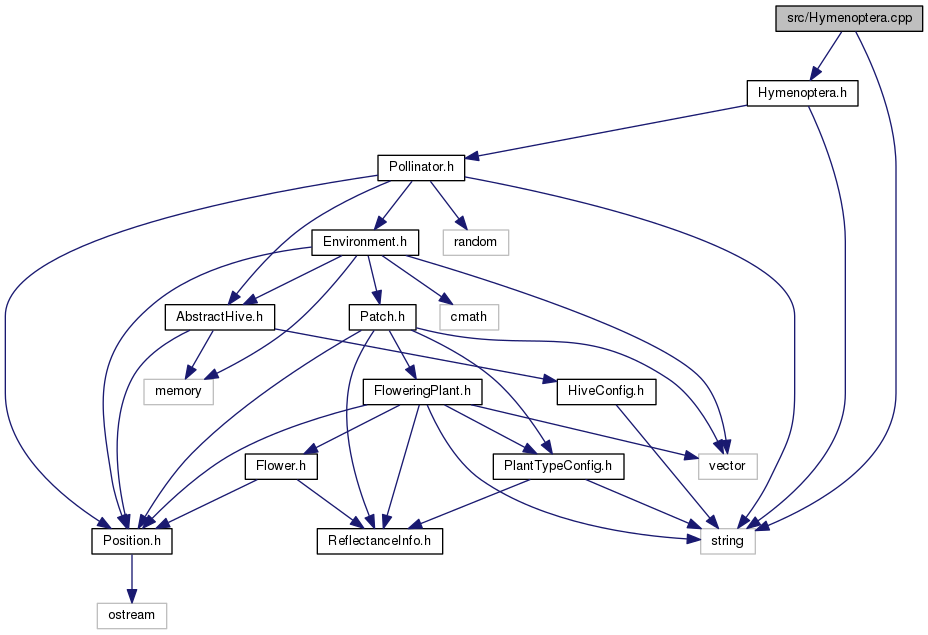 src/Hymenoptera.cpp
Hymenoptera.h
Pollinator.h
Environment.h
random
AbstractHive.h
Patch.h
cmath
memory
FloweringPlant.h
HiveConfig.h
Flower.h
PlantTypeConfig.h
vector
Position.h
ReflectanceInfo.h
string
ostream